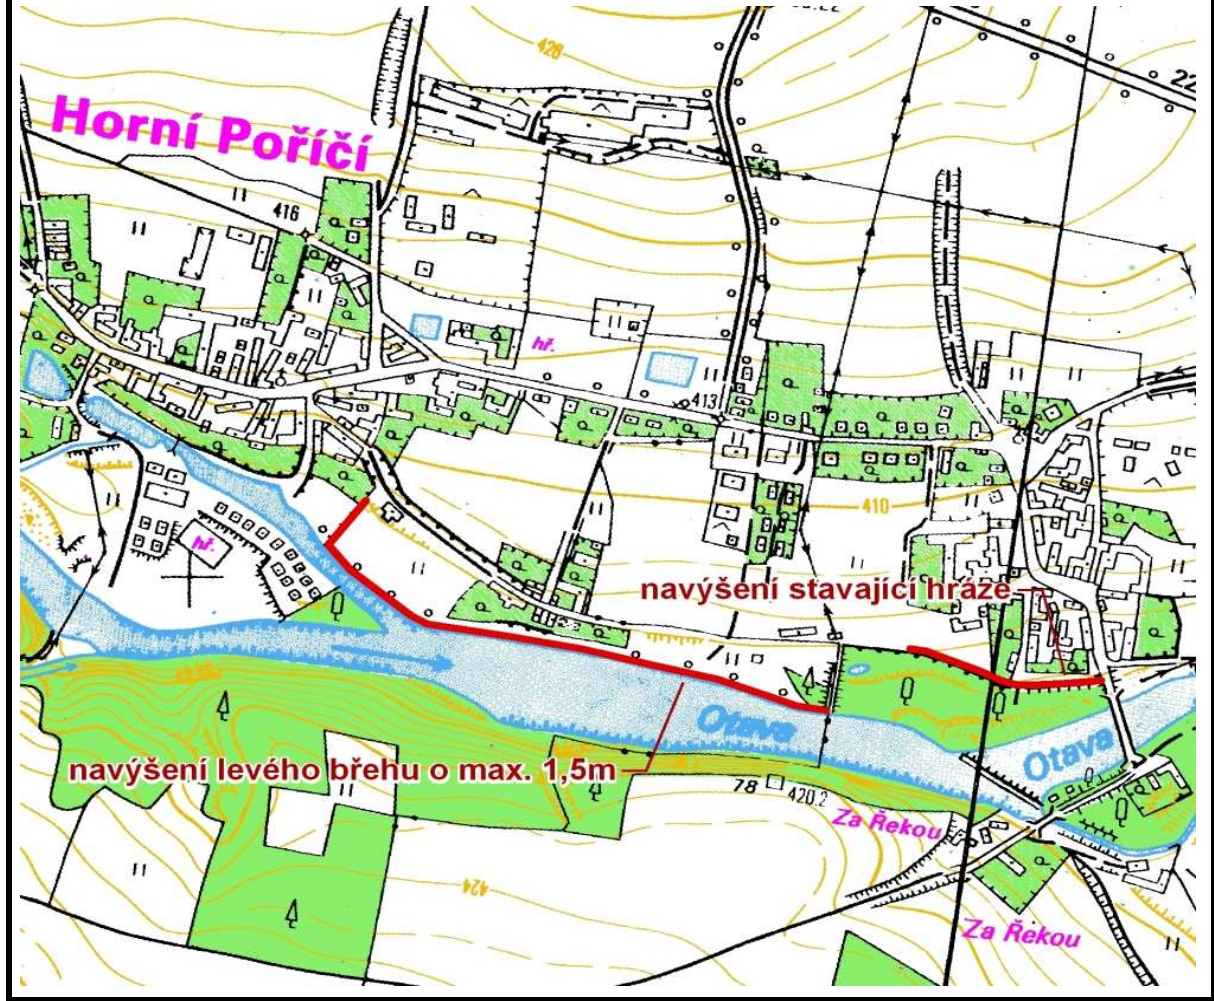 428
22
Horní Poříčí
416
hř.
413
410
hř.
navýšení stavající hráze
Otava
Otava
navýšení levého břehu o max. 1,5m
78
420.2
Za Řekou
424
Za Řekou